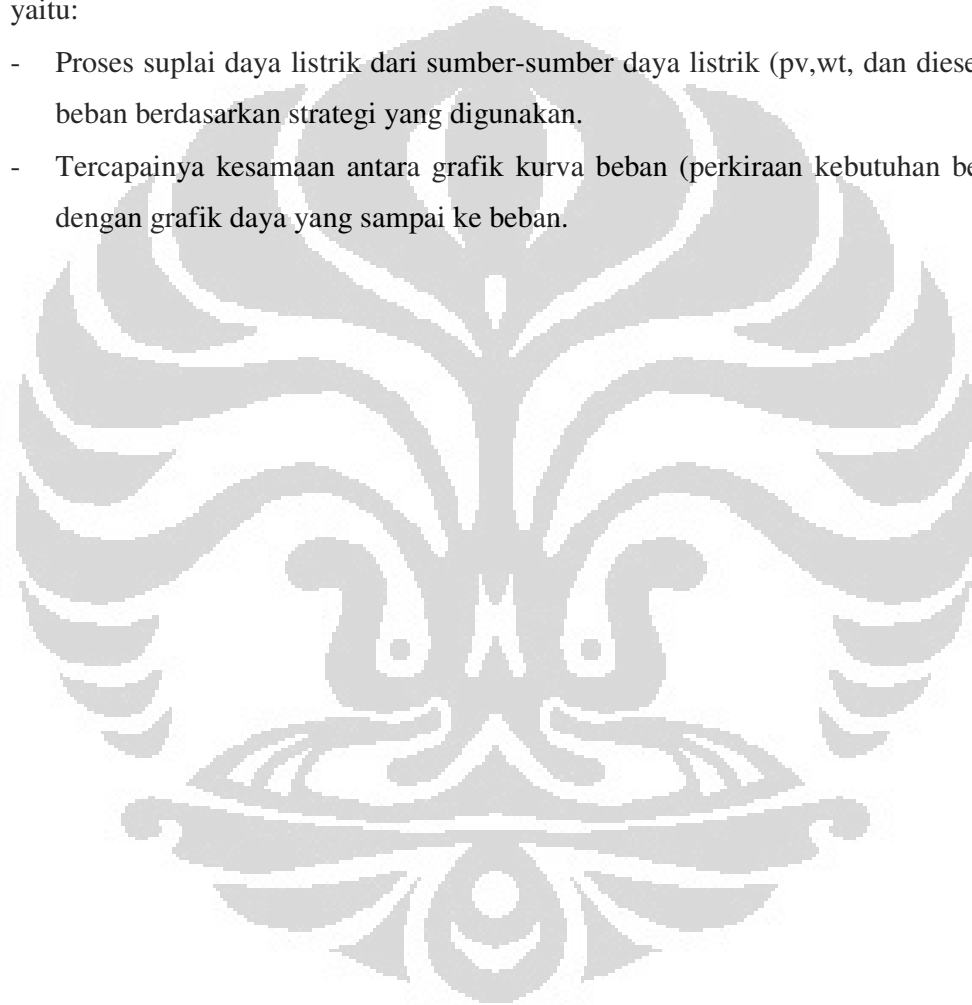 yaitu:
- Proses suplai daya listrik dari sumber-sumber daya listrik (pv,wt, dan diese
beban berdasarkan strategi yang digunakan.
- Tercapainya kesamaan antara grafik kurva beban (perkiraan kebutuhan be
dengan grafik daya yang sampai ke beban.